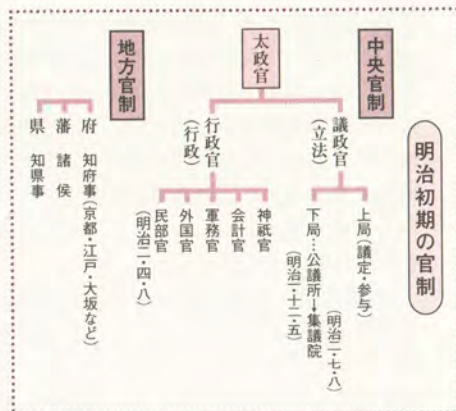 明治初期の官制
中央官制
太政官
議政官
(立法)
上局(議定・参与)
下局…公議所→集議院
(明治二・七・八)
(明治一・十二・五)
行政官
(行政)
神祇官
会計官
軍務官
外国官
民部官
(明治二・四・八)
地方官制
府 知府事(京都・江戸・大坂など)
藩 諸侯
県 知県事